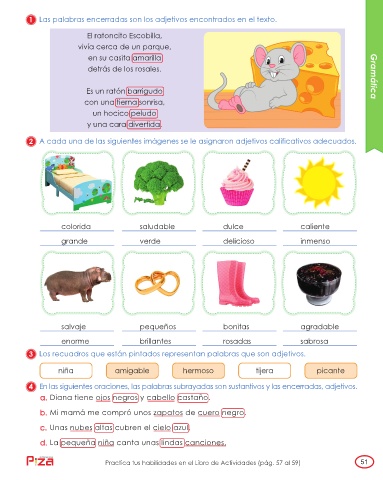 1 Las palabras encerradas son los adjetivos encontrados en el texto.
El ratoncito Escobilla,
vivía cerca de un parque,
en su casita amarilla
detrás de los rosales.
Es un ratón barrigudo
con una tierna sonrisa,
un hocico peludo
y una cara divertida.
Gramática
2 A cada una de las siguientes imágenes se le asignaron adjetivos calificativos adecuados.
colorida saludable dulce caliente
grande verde delicioso inmenso
salvaje pequeños bonitas agradable
enorme brillantes rosadas sabrosa
3 Los recuadros que están pintados representan palabras que son adjetivos.
niña amigable hermoso tijera picante
4 En las siguientes oraciones, las palabras subrayadas son sustantivos y las encerradas, adjetivos.
a. Diana tiene ojos negros y cabello castaño.
b. Mi mamá me compró unos zapatos de cuero negro.
c. Unas nubes altas cubren el cielo azul.
d. La pequeña niña canta unas lindas canciones.
Piza
Practica tus habilidades en el Libro de Actividades (pág. 57 al 59)
51